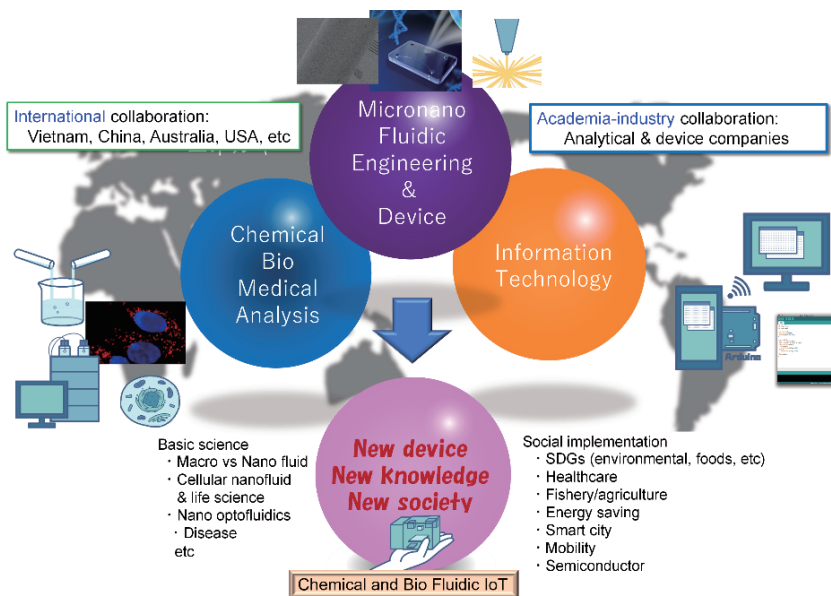 International collaboration:
Vietnam, China, Australia, USA, etc
Micronano
Fluidic
Engineering
&
Device
Academia-industry collaboration:
Analytical & device companies
Chemical
Bio
Medical
Analysis
Information
Technology
Arduino
Basic science
・Macro vs Nano fluid
・Cellular nanofluid
& life science
・Nano optofluidics
・Disease
etc
New device
New knowledge
New society
Social implementation
・SDGs (environmental, foods, etc)
・Healthcare
・Fishery/agriculture
・Energy saving
・Smart city
・Mobility
・Semiconductor
Chemical and Bio Fluidic IoT